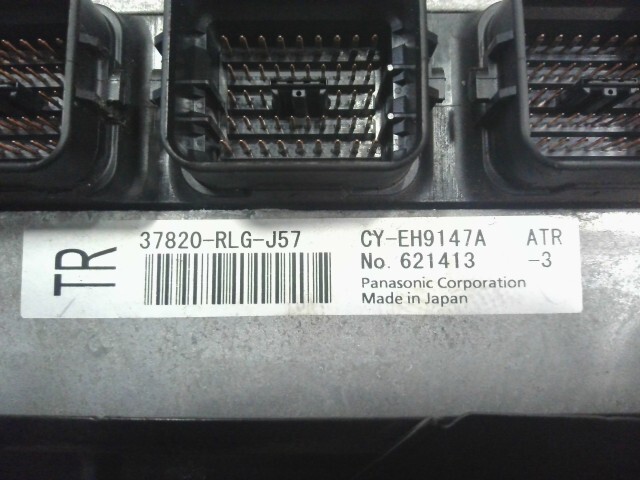 TR
37820-RLG-J57
CY-EH9147A ATR
No. 621413 -3
Panasonic Corporation
Made in Japan